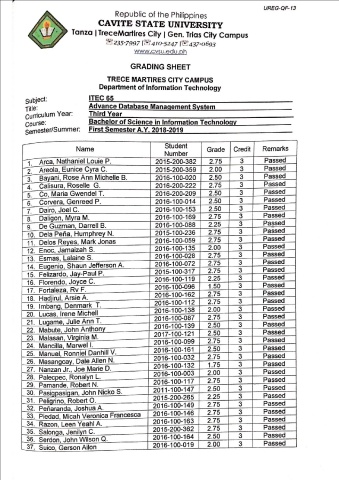 UREG-QF-13
Republic of the Philippines
CAVITE STATE UNIVERSITY
Tanza | Trece Martires City | Gen. Trias City Campus
☏235-7997 |☏410-5247 |☏437-0693
www.cvsu.edu.ph
GRADING SHEET
TRECE MARTIRES CITY CAMPUS
Department of Information Technology
Subject: ITEC 65
Title: Advance Database Management System
Curriculum Year: Third Year
Course: Bachelor of Science in Information Technology
Semester/Summer: First Semester A.Y. 2018-2019
Name Student Number Grade Credit Remarks
1. Arca, Nathaniel Louie P. 2015-200-382 2.75 3 Passed
2. Areola, Eunice Cyra C. 2015-200-359 2.00 3 Passed
3. Bayani, Rose Ann Michelle B. 2016-100-020 2.50 3 Passed
4. Calisura, Roselle G. 2016-200-222 2.75 3 Passed
5. Co, Maria Gwendel T. 2016-200-209 2.50 3 Passed
6. Corvera, Genreed P. 2016-100-014 2.50 3 Passed
7. Dairo, Joel C. 2016-100-153 2.50 3 Passed
8. Daligon, Myra M. 2016-100-169 2.75 3 Passed
9. De Guzman, Darrell B. 2016-100-088 2.25 3 Passed
10. Dela Peña, Humphrey N. 2015-100-236 2.75 3 Passed
11. Delos Reyes, Mark Jonas 2016-100-059 2.75 3 Passed
12. Enoc, Jamaizah S. 2016-100-135 2.00 3 Passed
13. Esmas, Lalaine S. 2016-100-028 2.75 3 Passed
14. Eugenio, Shaun Jefferson A. 2016-100-072 2.75 3 Passed
15. Felizardo, Jay-Paul P. 2015-100-317 2.75 3 Passed
16. Florendo, Joyce C. 2016-100-119 2.25 3 Passed
17. Fortaleza, Rv F. 2016-100-096 1.50 3 Passed
18. Hadjirul, Arsie A. 2016-100-162 2.75 3 Passed
19. Imbang, Denmark T. 2016-100-112 2.75 3 Passed
20. Lucas, Irene Michell 2016-100-138 2.00 3 Passed
21. Lugame, Julie Ann T. 2016-100-087 2.75 3 Passed
22. Mabute, John Anthony 2016-100-139 2.50 3 Passed
23. Malasan, Virginia M. 2017-100-121 2.50 3 Passed
24. Mancilla, Marwel I. 2016-100-099 2.75 3 Passed
25. Manuel, Ronniel Danhill V. 2016-100-151 2.50 3 Passed
26. Masangcay, Dale Allen N. 2016-100-032 2.75 3 Passed
27. Nanzan Jr., Joe Marie D. 2016-100-132 1.75 3 Passed
28. Palecpec, Ronalyn L. 2016-100-003 2.00 3 Passed
29. Pamande, Robert N. 2016-100-117 2.75 3 Passed
30. Pasigpasigan, John Nicko S. 2011-100-147 2.50 3 Passed
31. Peligrino, Robert O. 2015-200-265 2.25 3 Passed
32. Peñaranda, Joshua A. 2016-100-149 2.75 3 Passed
33. Piedad, Micah Veronica Francesca 2016-100-146 2.75 3 Passed
34. Razon, Leen Yeahl A. 2016-100-163 2.75 3 Passed
35. Salonga, Jenilyn C. 2015-200-362 2.75 3 Passed
36. Serdon, John Wilson Q. 2016-100-164 2.50 3 Passed
37. Suico, Gerson Allon 2016-100-019 2.00 3 Passed